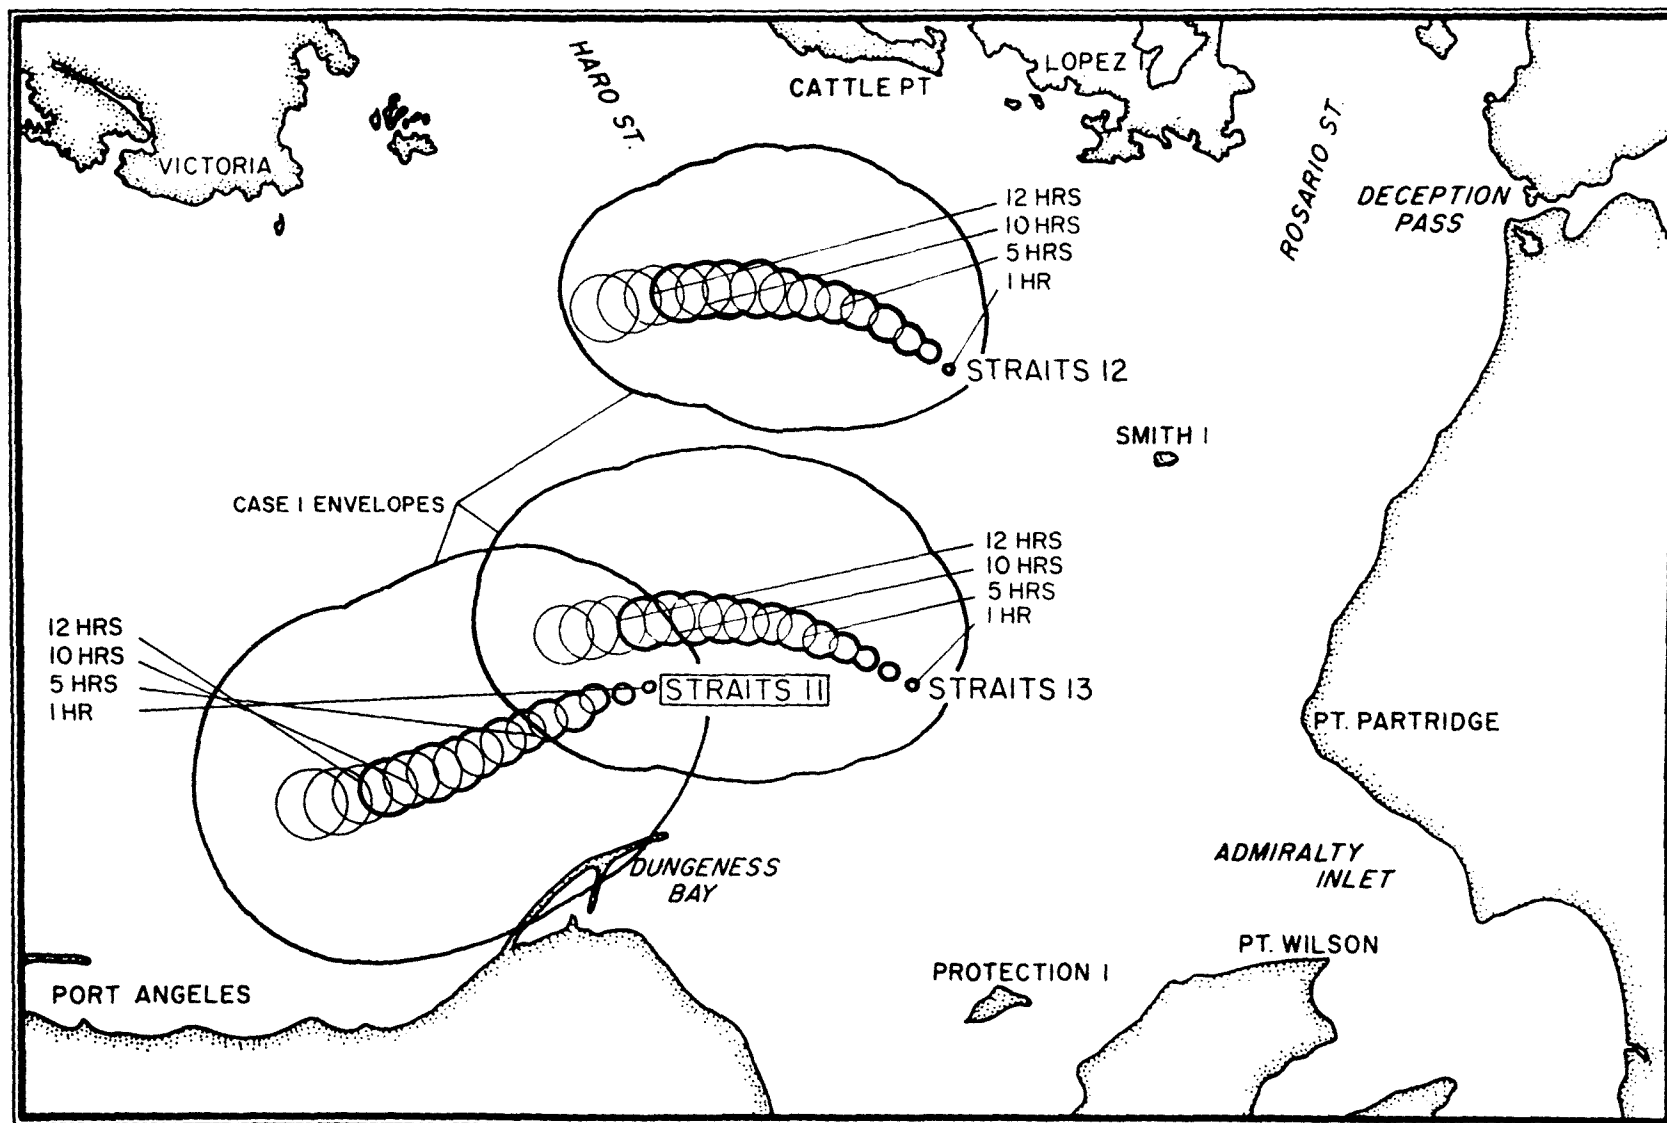 HARO ST.
CATTLE PT
LOPEZ I
VICTORIA
ROSARIO ST.
DECEPTION
PASS
12 HRS
10 HRS
5 HRS
1 HR
STRAITS 12
SMITH I
CASE I ENVELOPES
12 HRS
10 HRS
5 HRS
1 HR
12 HRS
10 HRS
5 HRS
1 HR
STRAITS 11
STRAITS 13
PT. PARTRIDGE
DUNGENESS
BAY
ADMIRALTY
INLET
PT. WILSON
PROTECTION I
PORT ANGELES